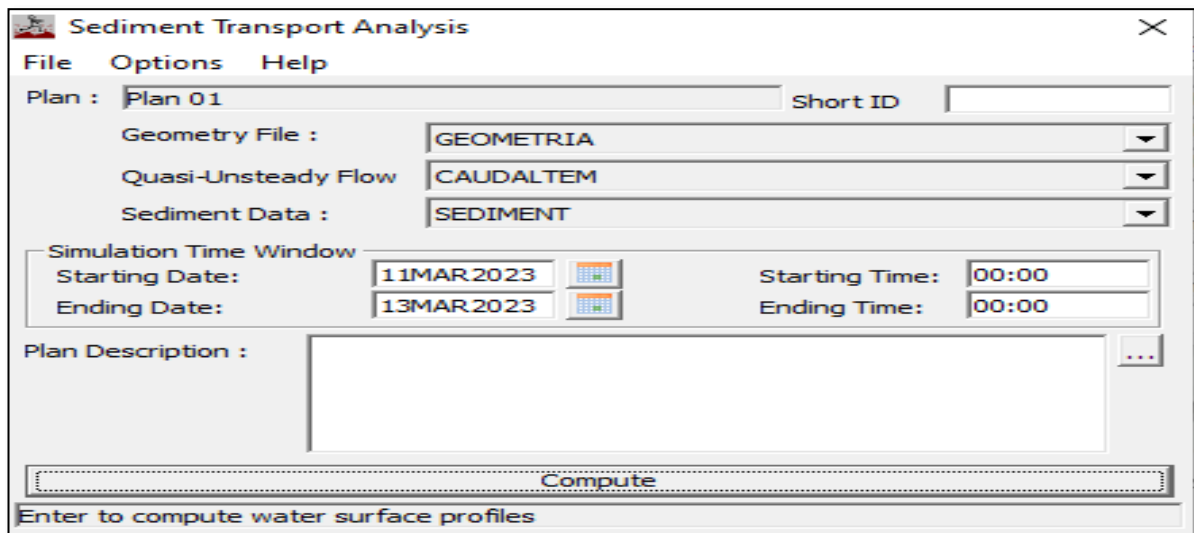 Sediment Transport Analysis
File Options Help
Plan : Plan 01 Short ID
Geometry File : GEOMETRIA
Quasi-Unsteady Flow CAUDALTEM
Sediment Data : SEDIMENT
Simulation Time Window
Starting Date: 11MAR2023 Starting Time: 00:00
Ending Date: 13MAR2023 Ending Time: 00:00
Plan Description : ...
Compute
Enter to compute water surface profiles